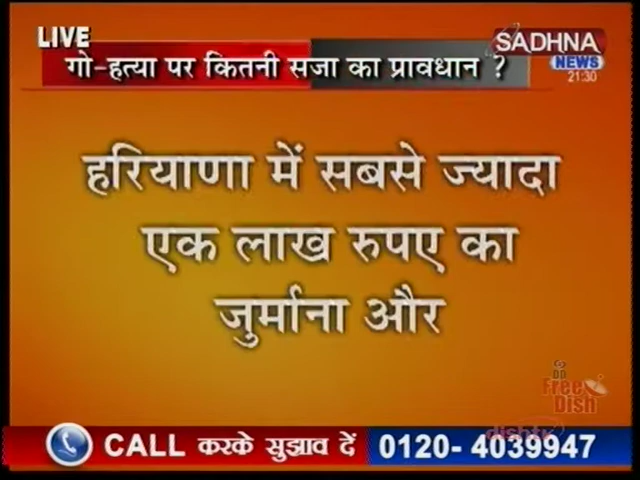 LIVE
गो-हत्या पर कितनी सजा का प्रावधान ?
SADHNA
NEWS
21:30
हरियाणा में सबसे ज्यादा
एक लाख रुपए का
जुर्माना और
DD
Free
Dish
dishtv
CALL करके सुझाव दें 0120- 4039947